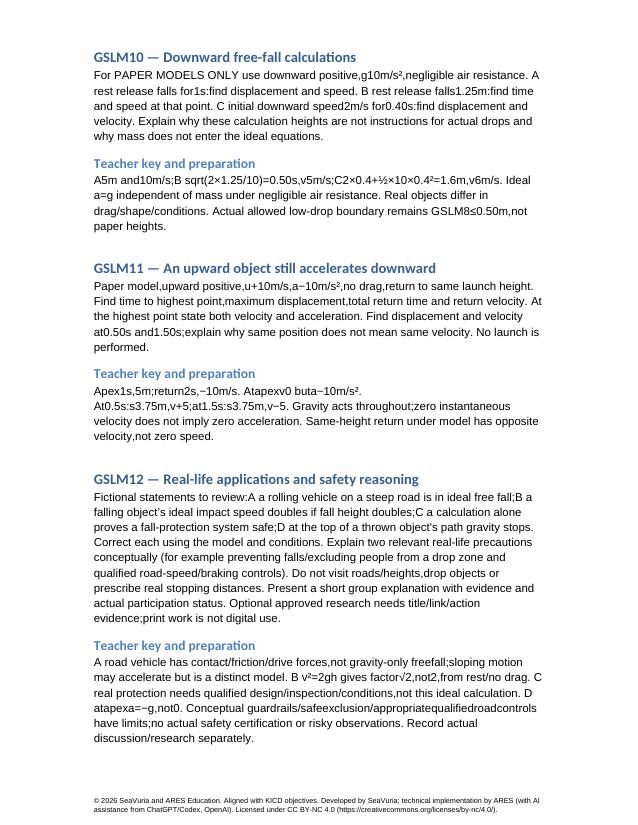 GSLM10 — Downward free-fall calculations
For PAPER MODELS ONLY use downward positive,g10m/s²,negligible air resistance. A
rest release falls for1s:find displacement and speed. B rest release falls1.25m:find time
and speed at that point. C initial downward speed2m/s for0.40s:find displacement and
velocity. Explain why these calculation heights are not instructions for actual drops and
why mass does not enter the ideal equations.
Teacher key and preparation
A5m and10m/s;B sqrt(2×1.25/10)=0.50s,v5m/s;C2×0.4+½×10×0.4²=1.6m,v6m/s. Ideal
a=g independent of mass under negligible air resistance. Real objects differ in
drag/shape/conditions. Actual allowed low-drop boundary remains GSLM8≤0.50m,not
paper heights.
GSLM11 — An upward object still accelerates downward
Paper model,upward positive,u+10m/s,a−10m/s²,no drag,return to same launch height.
Find time to highest point,maximum displacement,total return time and return velocity. At
the highest point state both velocity and acceleration. Find displacement and velocity
at0.50s and1.50s;explain why same position does not mean same velocity. No launch is
performed.
Teacher key and preparation
Apex1s,5m;return2s,−10m/s. Atapexv0 buta−10m/s².
At0.5s:s3.75m,v+5;at1.5s:s3.75m,v−5. Gravity acts throughout;zero instantaneous
velocity does not imply zero acceleration. Same-height return under model has opposite
velocity,not zero speed.
GSLM12 — Real-life applications and safety reasoning
Fictional statements to review:A a rolling vehicle on a steep road is in ideal free fall;B a
falling object's ideal impact speed doubles if fall height doubles;C a calculation alone
proves a fall-protection system safe;D at the top of a thrown object's path gravity stops.
Correct each using the model and conditions. Explain two relevant real-life precautions
conceptually (for example preventing falls/excluding people from a drop zone and
qualified road-speed/braking controls). Do not visit roads/heights,drop objects or
prescribe real stopping distances. Present a short group explanation with evidence and
actual participation status. Optional approved research needs title/link/action
evidence;print work is not digital use.
Teacher key and preparation
A road vehicle has contact/friction/drive forces,not gravity-only freefall;sloping motion
may accelerate but is a distinct model. B v²=2gh gives factor√2,not2,from rest/no drag. C
real protection needs qualified design/inspection/conditions,not this ideal calculation. D
atapexa=−g,not0. Conceptual guardrails/safeexclusion/appropriatequalifiedroadcontrols
have limits;no actual safety certification or risky observations. Record actual
discussion/research separately.
© 2026 SeaVuria and ARES Education. Aligned with KICD objectives. Developed by SeaVuria; technical implementation by ARES (with AI
assistance from ChatGPT/Codex, OpenAI). Licensed under CC BY-NC 4.0 (https://creativecommons.org/licenses/by-nc/4.0/).